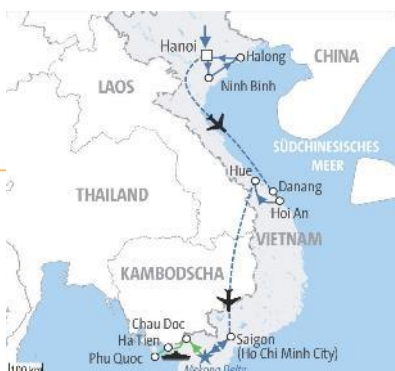 Hanoi
Halong
CHINA
LAOS
Ninh Binh
SÜDCHINESISCHES
MEER
Hue
THAILAND
Danang
Hoi An
VIETNAM
KAMBODSCHA
Chau Doc
Ha Tien
Saigon
Phu Quoc
(Ho Chi Minh City)
Mekong Delta